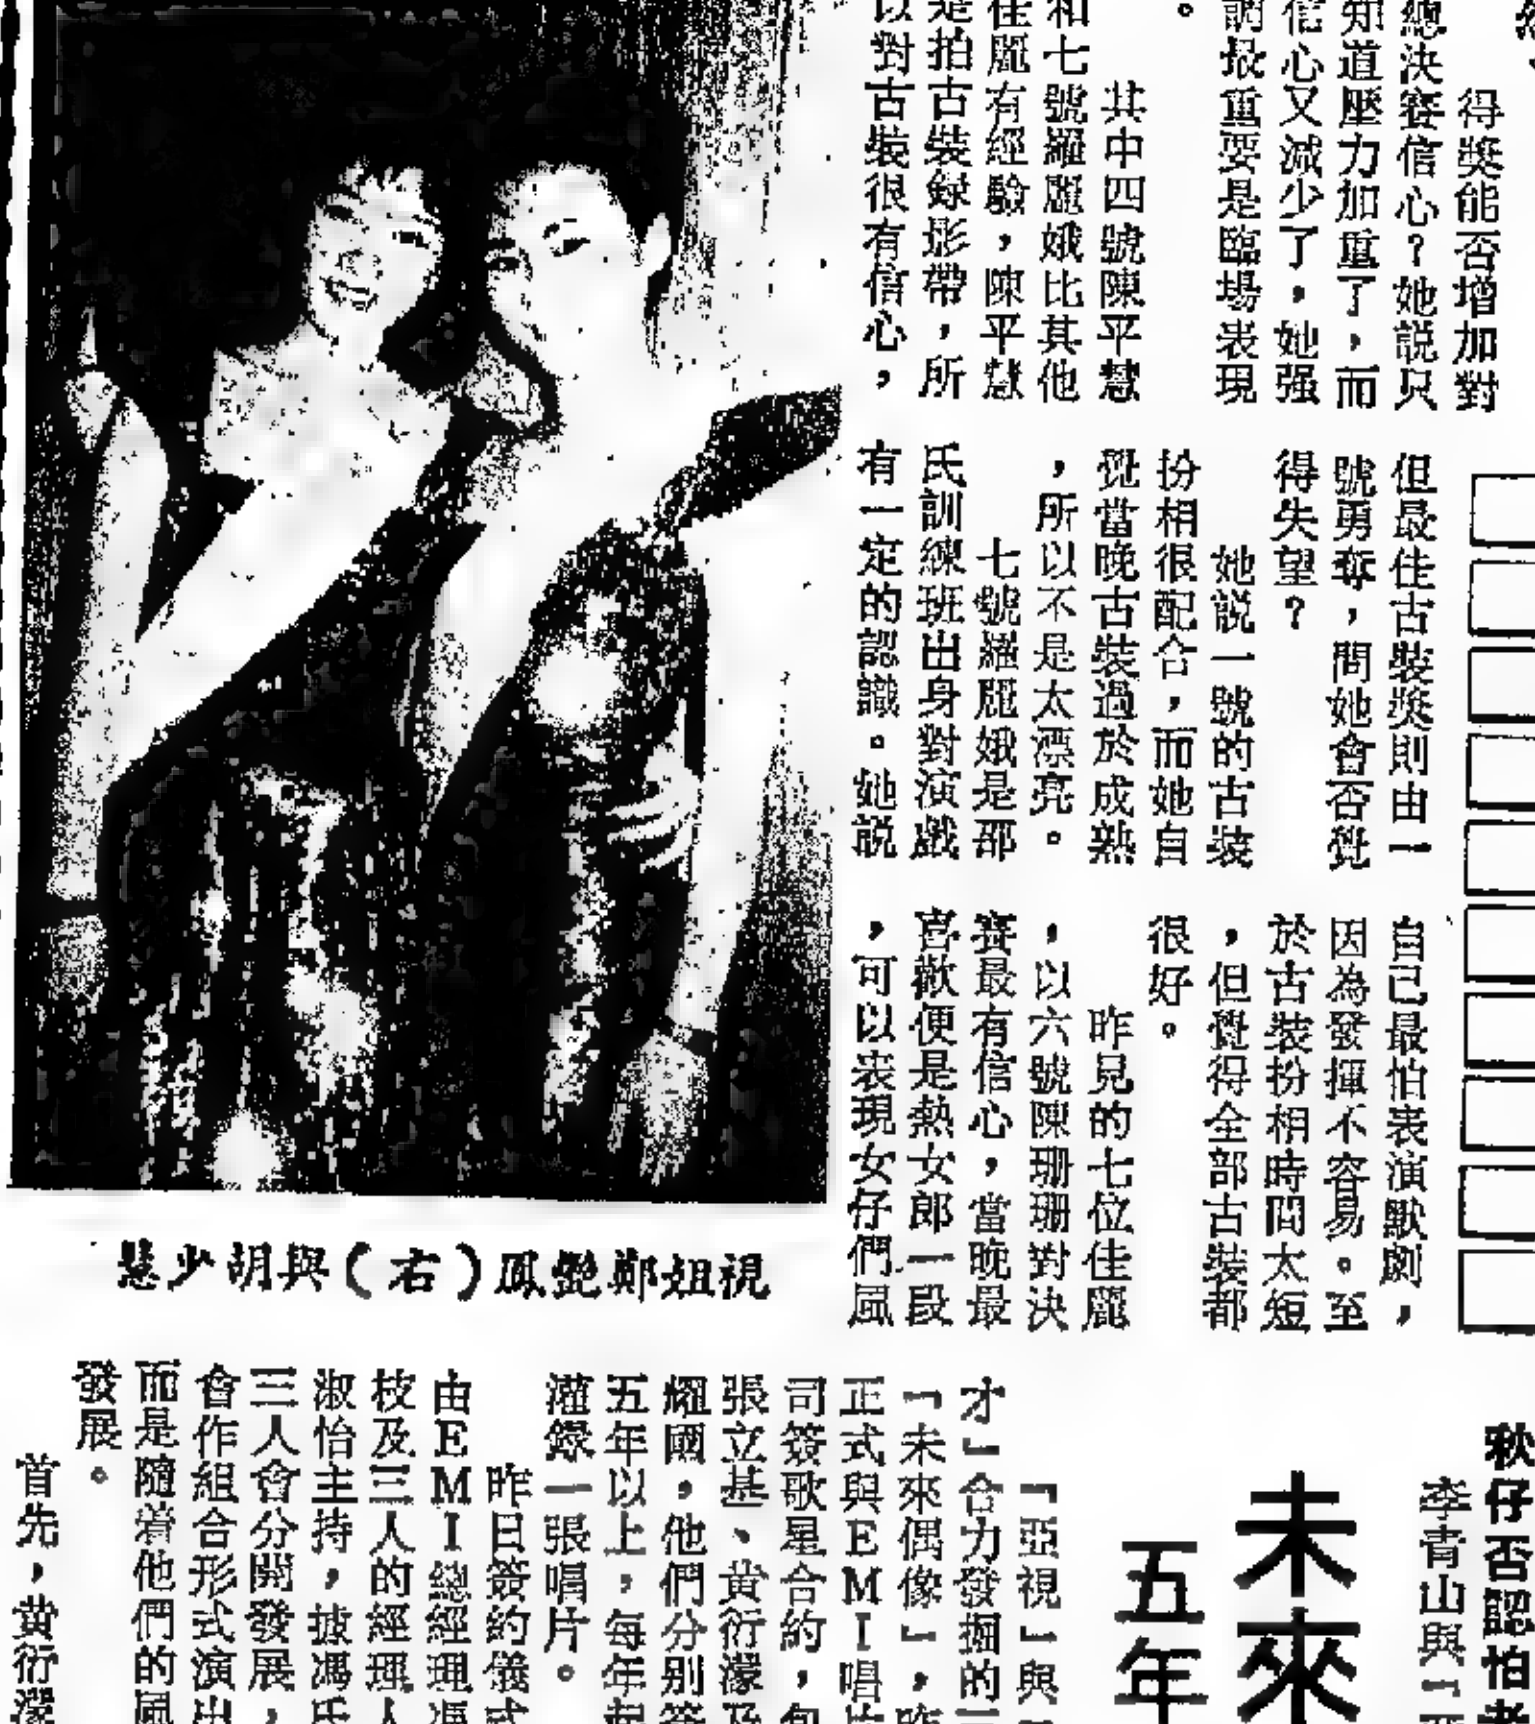 得獎能否增加對
總決賽信心？她説只
知道壓力加重了，而
信心又減少了，她强
調最重要是臨場表現
。
其中四號陳平慧
和七號羅麗娥比其他
佳麗有經驗，陳平慧
是拍古裝錄影帶，所
以對古裝很有信心，
但最佳古裝獎則由一
號勇奪，問她會否覺
得失望？
她説一號的古裝
扮相很配合，而她自
覺當晚古裝過於成熟
，所以不是太漂亮。
七號羅麗娥是邵
氏訓練班出身對演戲
有一定的認識。她説
自己最怕表演默劇，
因為發揮不容易。至
於古裝扮相時間太短
，但覺得全部古裝都
很好。
昨見的七位佳麗
，以六號陳珊珊對決
賽最有信心，當晚最
喜歡便是熱女郎一段
，可以表現女仔們風
視姐鄭艷鳳（右）與胡少慧
秋仔否認怕老
李青山與「亞
未來
五年
「亞視」與
才」合力發掘的三
「未來偶像」，昨
正式與EMI唱片
司簽歌星合約，包
張立基、黃衍濛及
耀國，他們分別簽
五年以上，每年起
灌錄一張唱片。
昨日簽約儀式
由EMI總經理馮
技及三人的經理人
淑怡主持，據馮氏
三人會分開發展，
會作組合形式演出
而是隨着他們的風
發展。
首先，黃衍濛